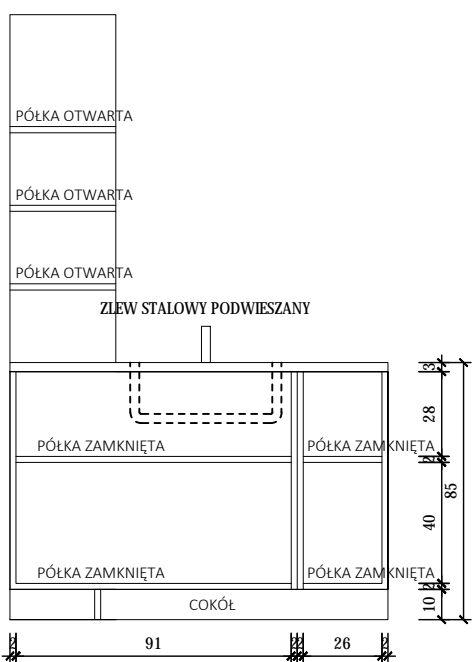 PÓŁKA OTWARTA
PÓŁKA OTWARTA
PÓŁKA OTWARTA
ZLEW STALOWY PODWIESZANY
3
28
PÓŁKA ZAMKNIĘTA PÓŁKA ZAMKNIĘTA
2
85
40
PÓŁKA ZAMKNIĘTA PÓŁKA ZAMKNIĘTA
2
COKÓŁ
10
2 91 2 2 26 2